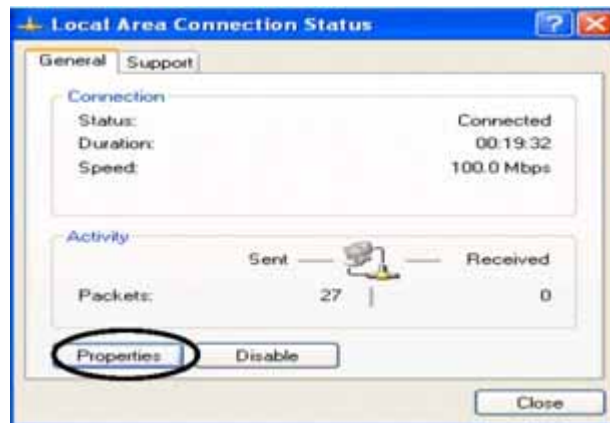 Local Area Connection Status
General Support
Connection
Status: Connected
Duration: 00:19:32
Speed: 100.0 Mbps
Activity
Sent Received
Packets: 27 0
Properties Disable
Close